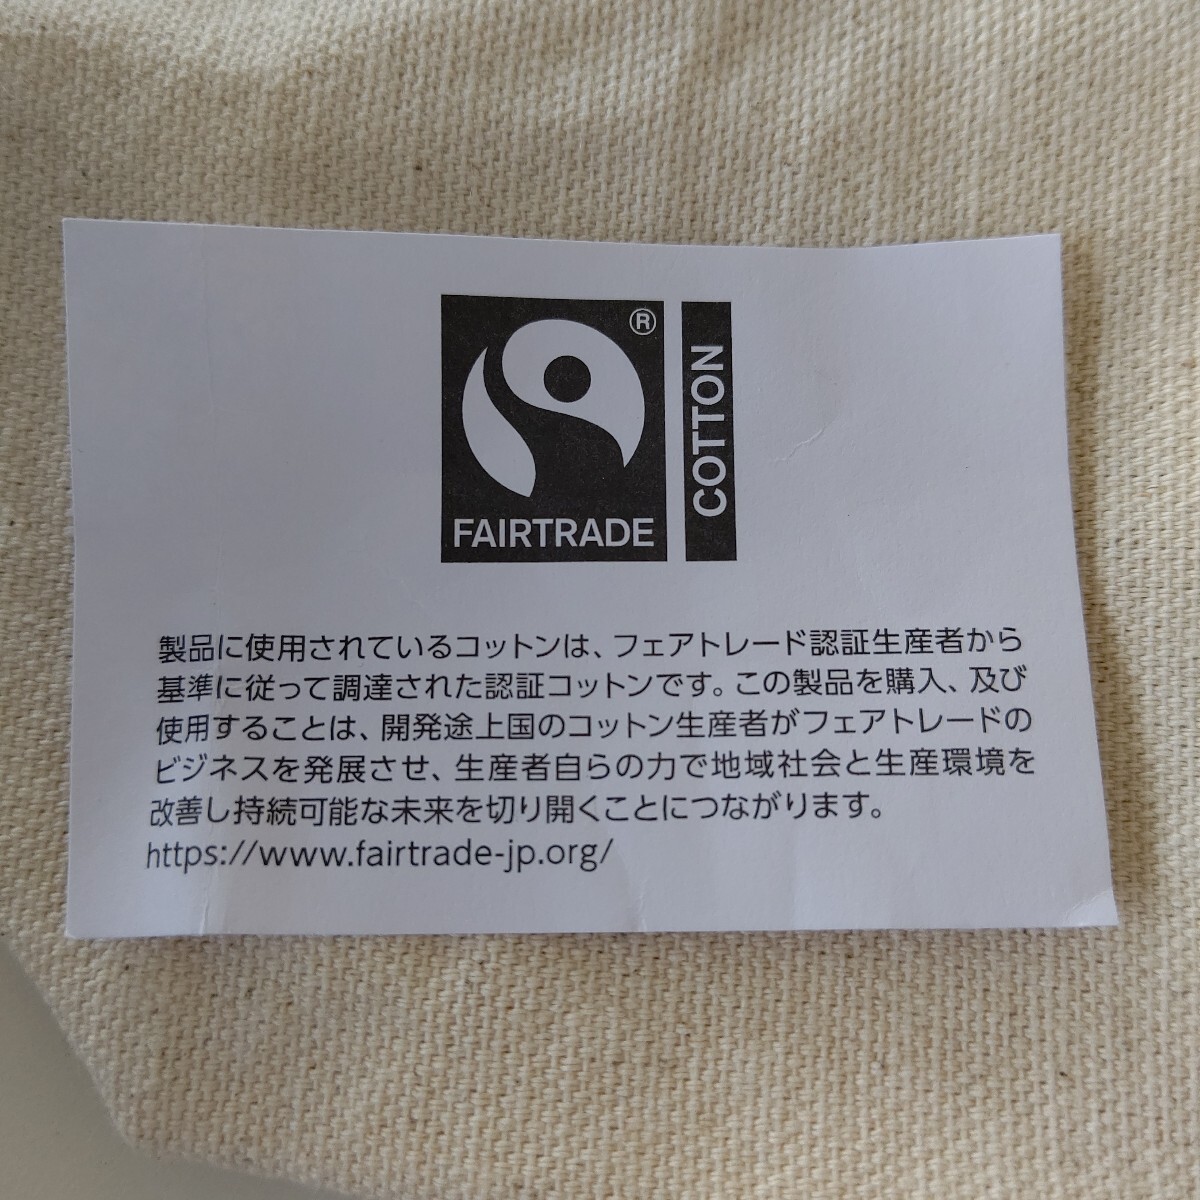 ®
FAIRTRADE
COTTON
製品に使用されているコットンは、フェアトレード認証生産者から
基準に従って調達された認証コットンです。この製品を購入、及び
使用することは、開発途上国のコットン生産者がフェアトレードの
ビジネスを発展させ、生産者自らの力で地域社会と生産環境を
改善し持続可能な未来を切り開くことにつながります。
https://www.fairtrade-jp.org/